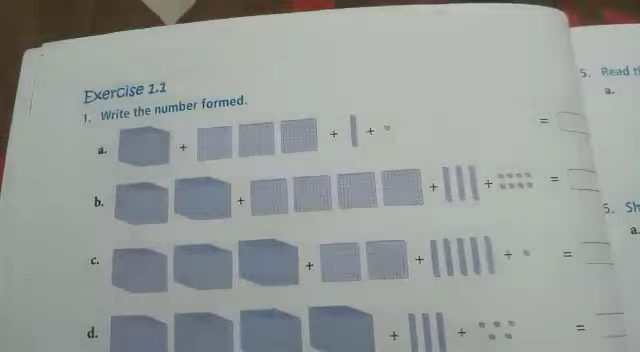 Exercise 1.1
1. Write the number formed.
a. + + + =
b. + + + =
c. + + + =
d. + + =
5. Read
a.
5. Sh
a.